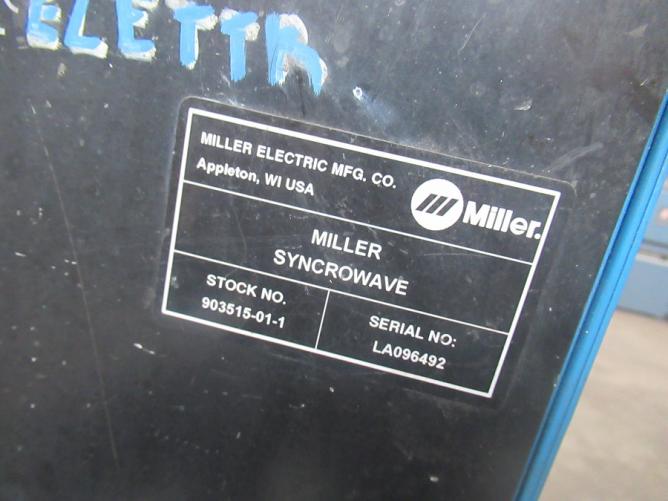 ELETTR
MILLER ELECTRIC MFG. CO.
Appleton, WI USA
Miller.
MILLER
SYNCROWAVE
STOCK NO.
903515-01-1
SERIAL NO:
LA096492